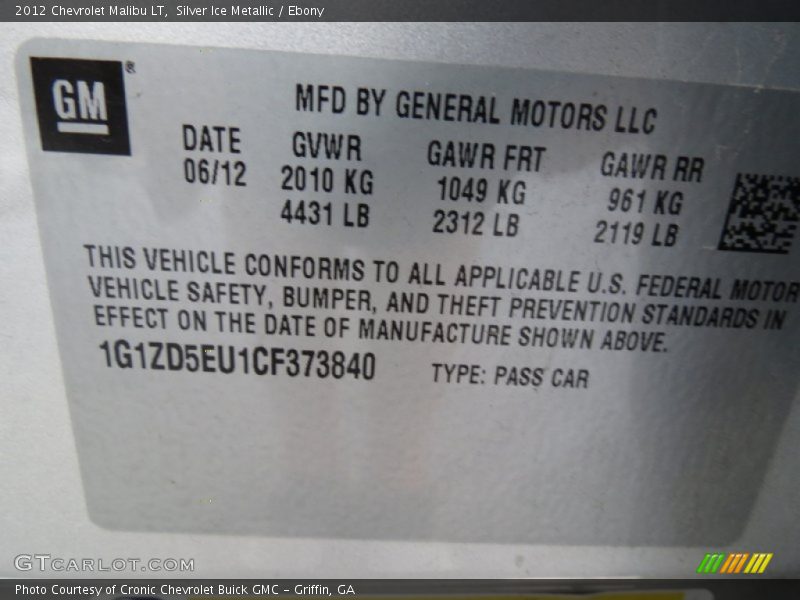 2012 Chevrolet Malibu LT, Silver Ice Metallic / Ebony
GM ®
MFD BY GENERAL MOTORS LLC
DATE GVWR GAWR FRT GAWR RR
06/12 2010 KG 1049 KG 961 KG
4431 LB 2312 LB 2119 LB
THIS VEHICLE CONFORMS TO ALL APPLICABLE U.S. FEDERAL MOTOR
VEHICLE SAFETY, BUMPER, AND THEFT PREVENTION STANDARDS IN
EFFECT ON THE DATE OF MANUFACTURE SHOWN ABOVE.
1G1ZD5EU1CF373840 TYPE: PASS CAR
GTCARLOT.COM
Photo Courtesy of Cronic Chevrolet Buick GMC – Griffin, GA